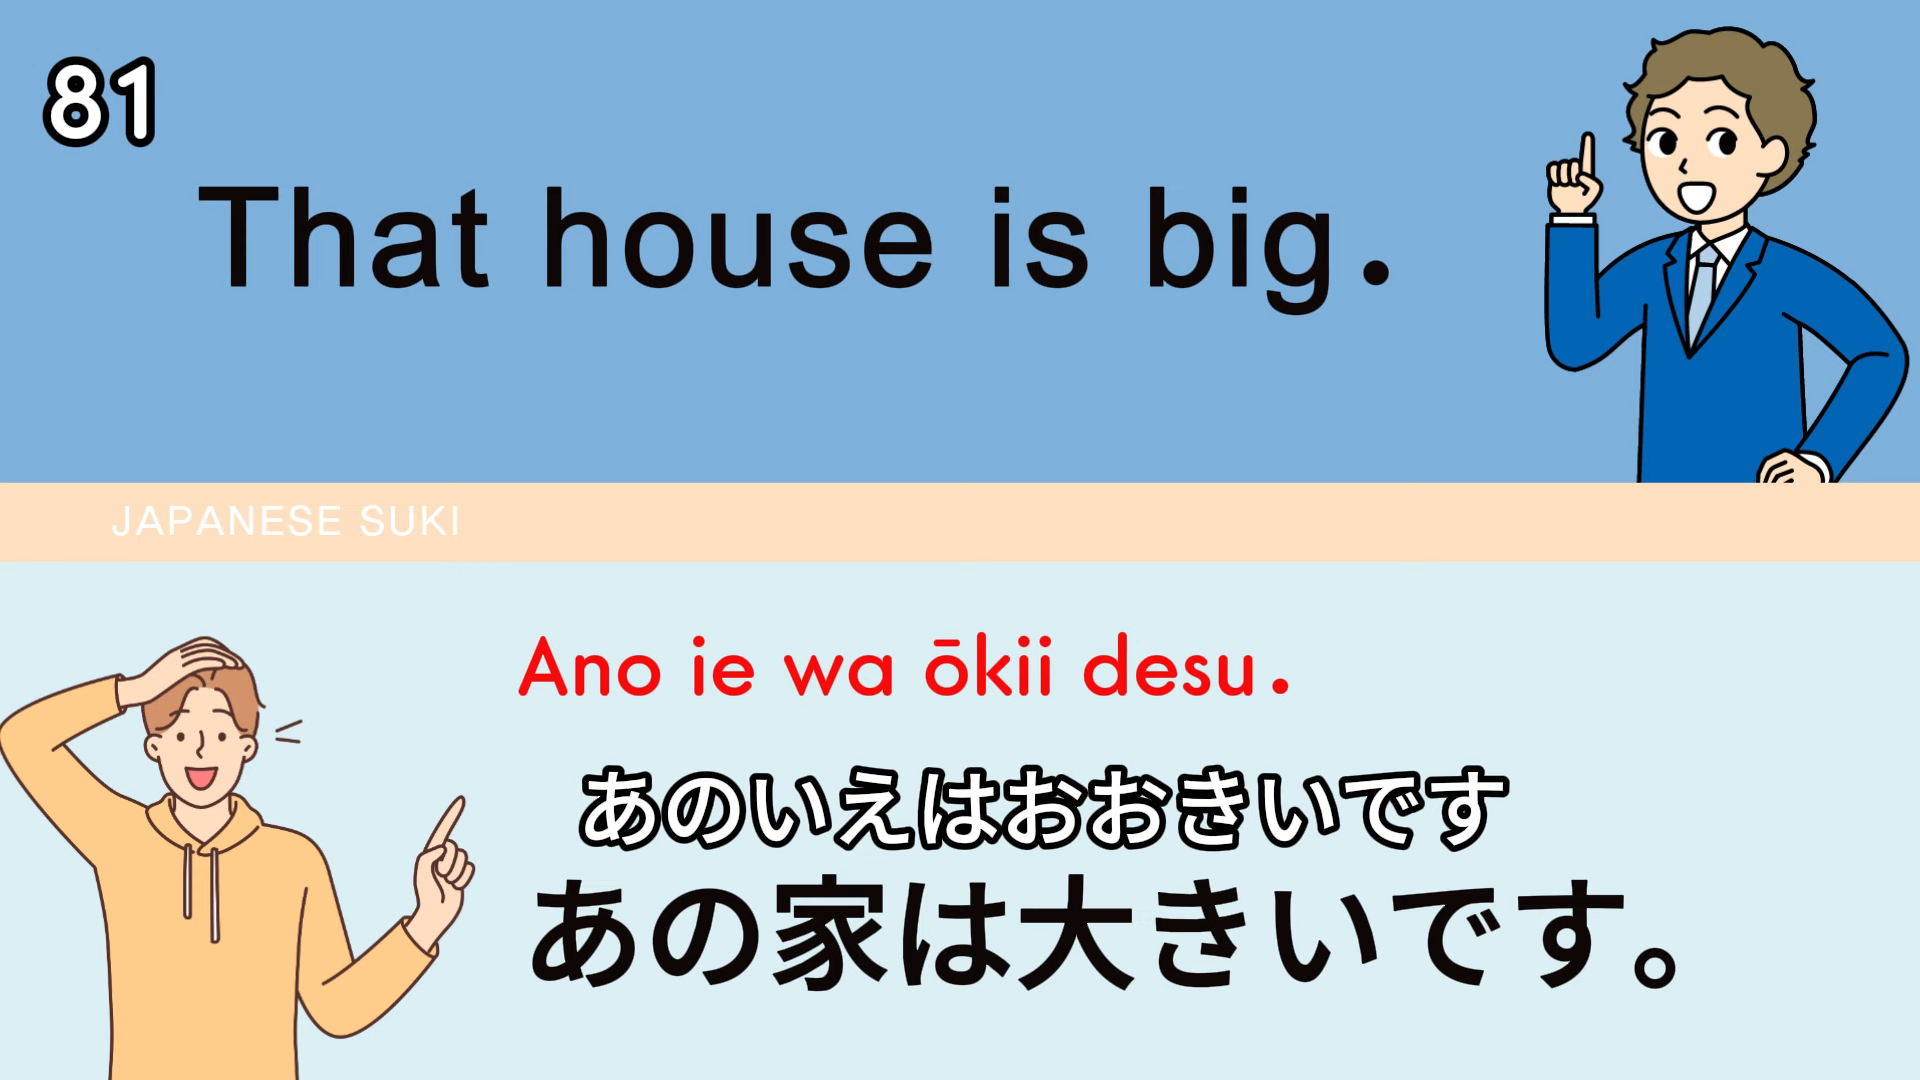 81
That house is big.
JAPANESE SUKI
Ano ie wa ōkii desu.
あのいえはおおきいです
あの家は大きいです。